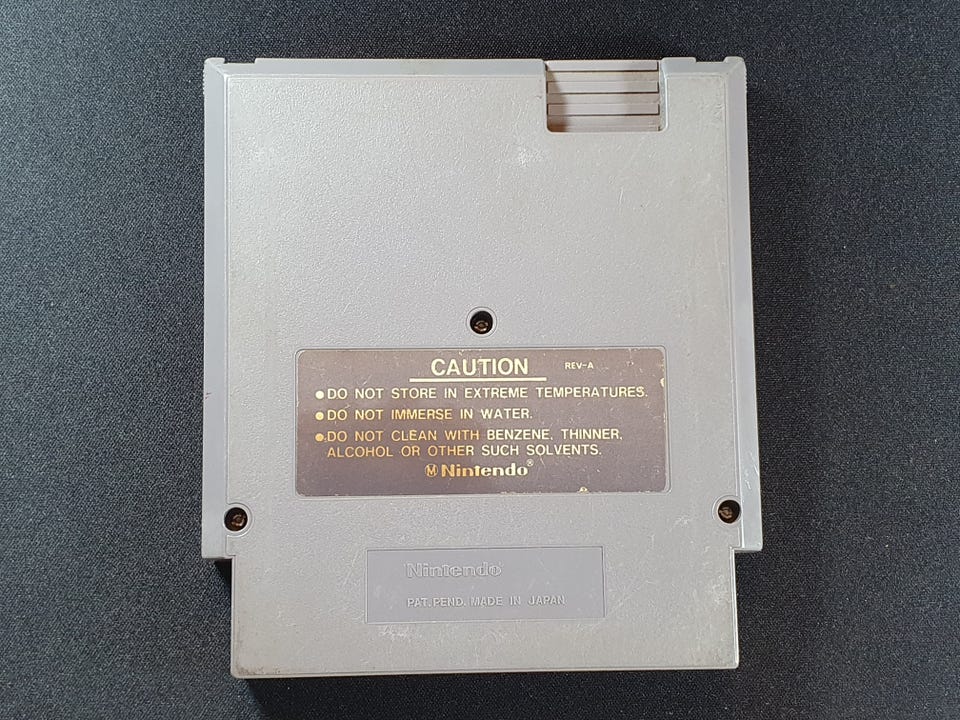 CAUTION REV-A
●DO NOT STORE IN EXTREME TEMPERATURES.
●DO NOT IMMERSE IN WATER.
●DO NOT CLEAN WITH BENZENE, THINNER,
ALCOHOL OR OTHER SUCH SOLVENTS.
Ⓜ Nintendo®
Nintendo
PAT.PEND. MADE IN JAPAN